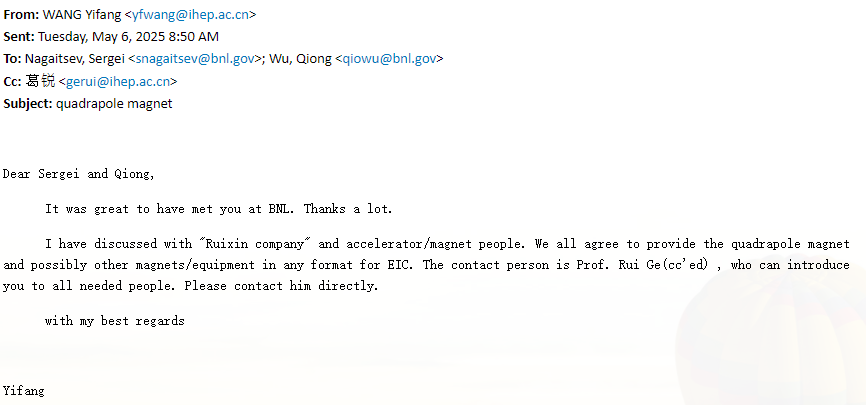 From: WANG Yifang <yfwang@ihep.ac.cn>
Sent: Tuesday, May 6, 2025 8:50 AM
To: Nagaitsev, Sergei <snagaitsev@bnl.gov>; Wu, Qiong <qiowu@bnl.gov>
Cc: 葛锐 <gerui@ihep.ac.cn>
Subject: quadrapole magnet
Dear Sergei and Qiong,
It was great to have met you at BNL. Thanks a lot.
I have discussed with "Ruixin company" and accelerator/magnet people. We all agree to provide the quadrapole magnet
and possibly other magnets/equipment in any format for EIC. The contact person is Prof. Rui Ge(cc'ed) , who can introduce
you to all needed people. Please contact him directly.
with my best regards
Yifang